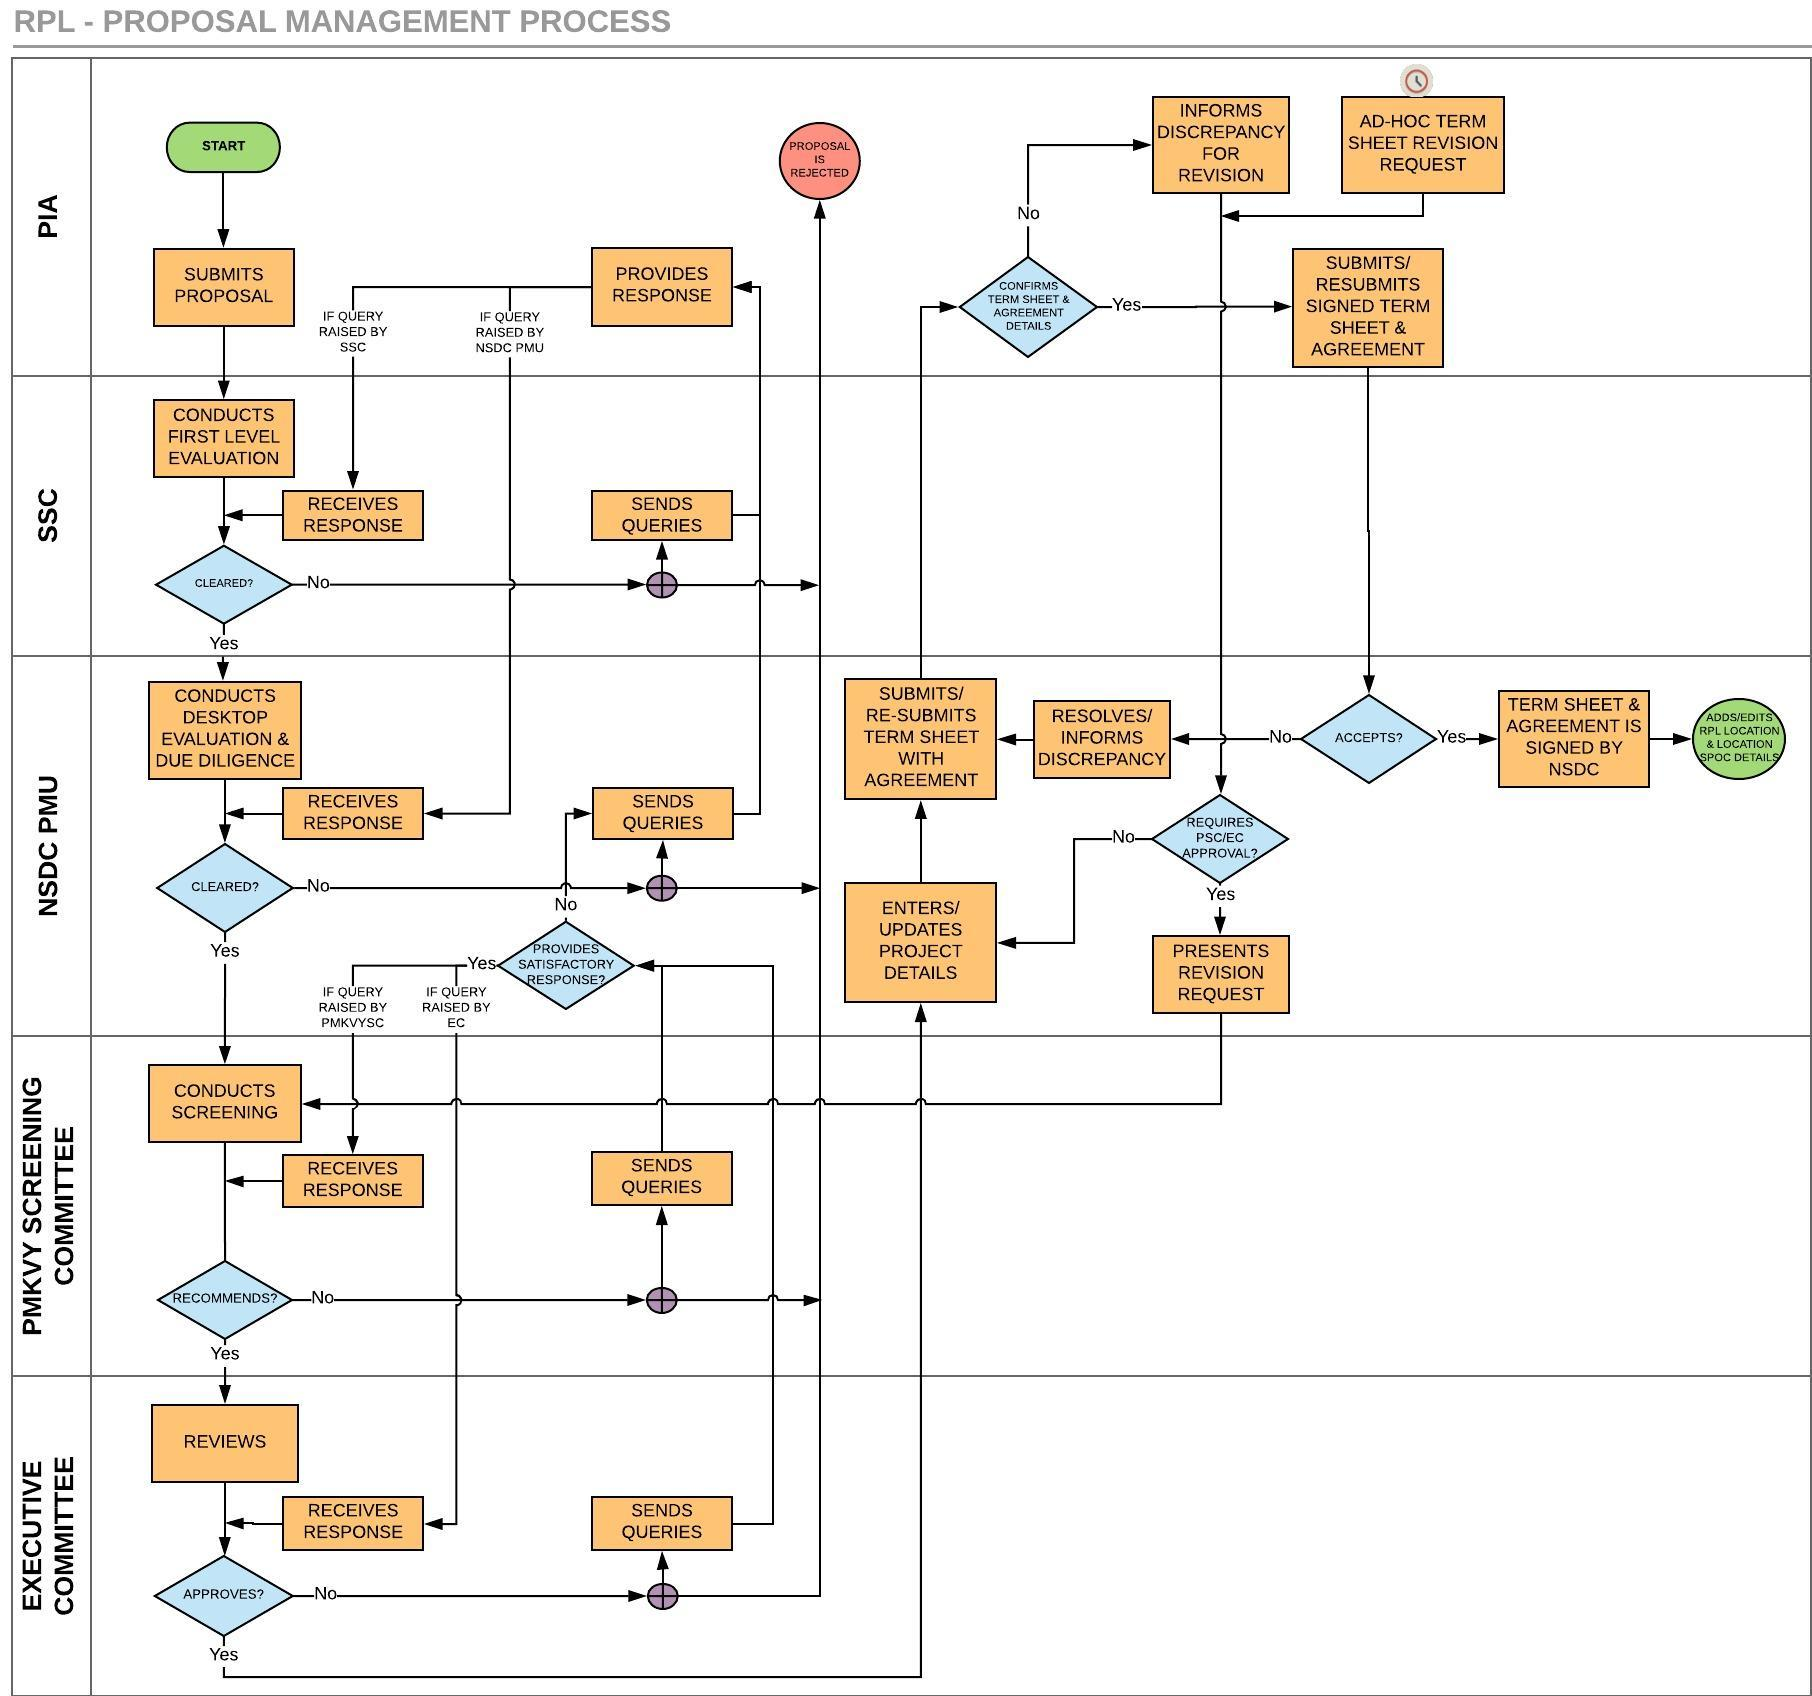 RPL - PROPOSAL MANAGEMENT PROCESS
PIA
START
SUBMITS
PROPOSAL
PROVIDES
RESPONSE
IF QUERY
RAISED BY
SSC
IF QUERY
RAISED BY
NSDC PMU
PROPOSAL
IS
REJECTED
INFORMS
DISCREPANCY
FOR
REVISION
AD-HOC TERM
SHEET REVISION
REQUEST
No
CONFIRMS
TERM SHEET &
AGREEMENT
DETAILS
Yes
SUBMITS/
RESUBMITS
SIGNED TERM
SHEET &
AGREEMENT
SSC
CONDUCTS
FIRST LEVEL
EVALUATION
RECEIVES
RESPONSE
SENDS
QUERIES
CLEARED?
No
Yes
NSDC PMU
CONDUCTS
DESKTOP
EVALUATION &
DUE DILIGENCE
RECEIVES
RESPONSE
SENDS
QUERIES
CLEARED?
No
Yes
No
PROVIDES
SATISFACTORY
RESPONSE?
Yes
IF QUERY
RAISED BY
PMKVYSC
IF QUERY
RAISED BY
EC
SUBMITS/
RE-SUBMITS
TERM SHEET
WITH
AGREEMENT
RESOLVES/
INFORMS
DISCREPANCY
No
ACCEPTS?
Yes
TERM SHEET &
AGREEMENT IS
SIGNED BY
NSDC
ADDS/EDITS
RPL LOCATION
& LOCATION
SPOC DETAILS
REQUIRES
PSC/EC
APPROVAL?
No
Yes
ENTERS/
UPDATES
PROJECT
DETAILS
PRESENTS
REVISION
REQUEST
PMKVY SCREENING
COMMITTEE
CONDUCTS
SCREENING
RECEIVES
RESPONSE
SENDS
QUERIES
RECOMMENDS?
No
Yes
EXECUTIVE
COMMITTEE
REVIEWS
RECEIVES
RESPONSE
SENDS
QUERIES
APPROVES?
No
Yes